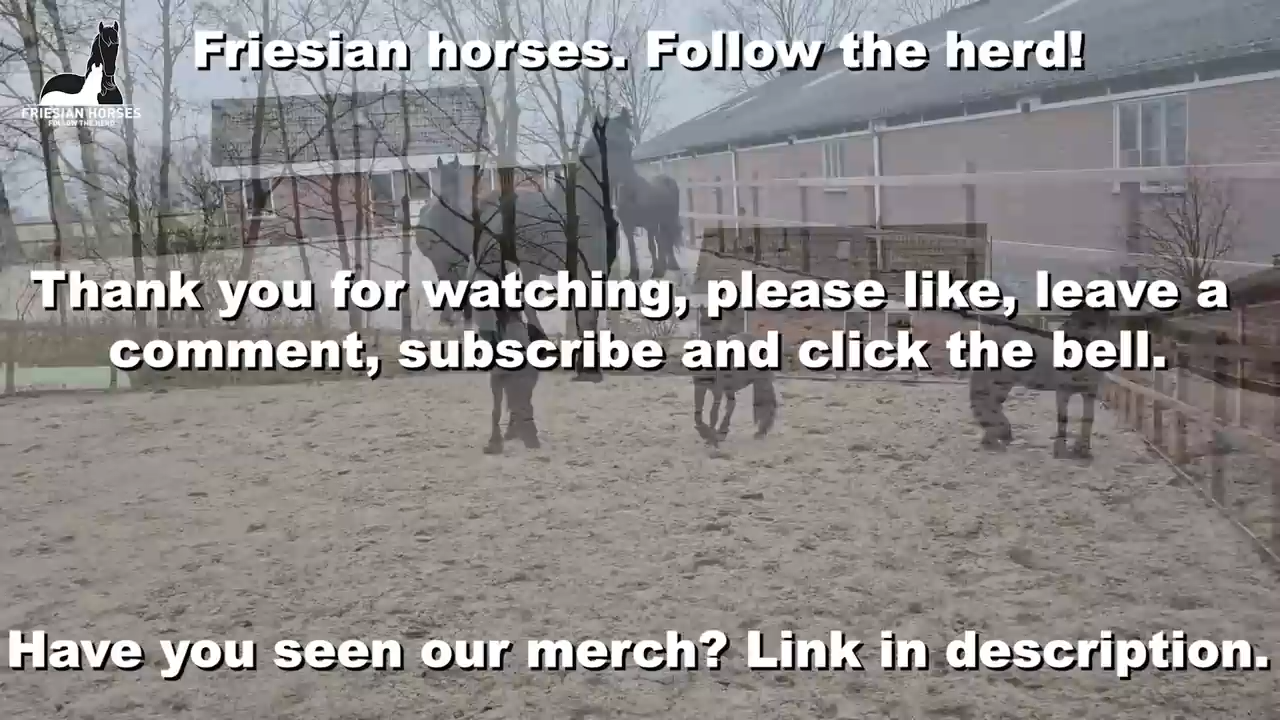 Friesian horses. Follow the herd!
FRIESIAN HORSES
FOLLOW THE HERD
Thank you for watching, please like, leave a
comment, subscribe and click the bell.
Have you seen our merch? Link in description.